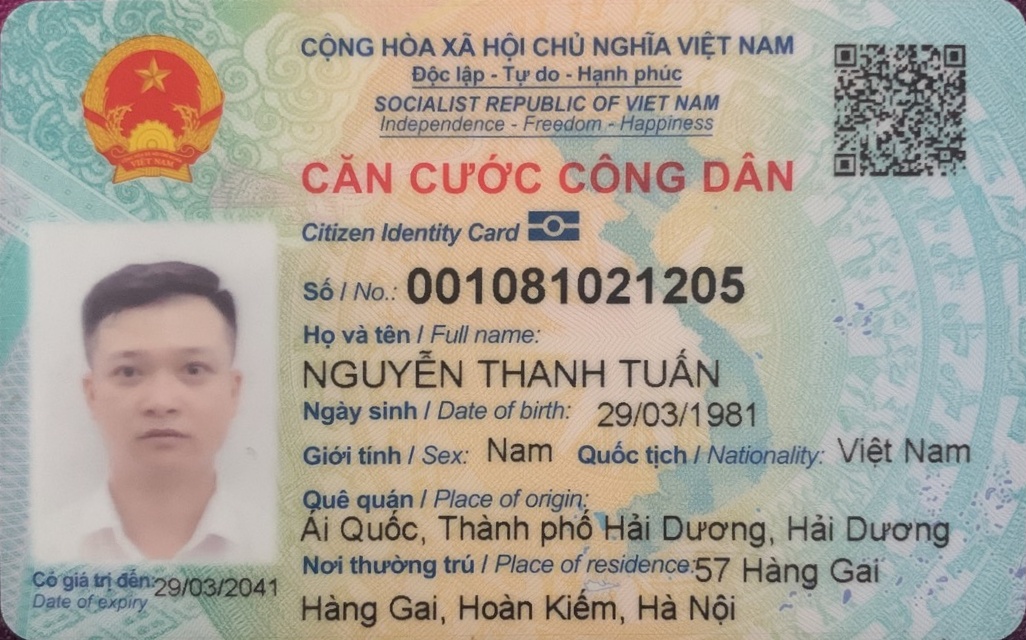 CỘNG HÒA XÃ HỘI CHỦ NGHĨA VIỆT NAM
Độc lập - Tự do - Hạnh phúc
SOCIALIST REPUBLIC OF VIET NAM
Independence - Freedom - Happiness
VIỆT NAM
CĂN CƯỚC CÔNG DÂN
Citizen Identity Card
Số / No.: 001081021205
Họ và tên / Full name:
NGUYỄN THANH TUẤN
Ngày sinh / Date of birth: 29/03/1981
Giới tính / Sex: Nam Quốc tịch / Nationality: Việt Nam
Quê quán / Place of origin:
Ái Quốc, Thành phố Hải Dương, Hải Dương
Nơi thường trú / Place of residence: 57 Hàng Gai
Hàng Gai, Hoàn Kiếm, Hà Nội
Có giá trị đến: 29/03/2041
Date of expiry